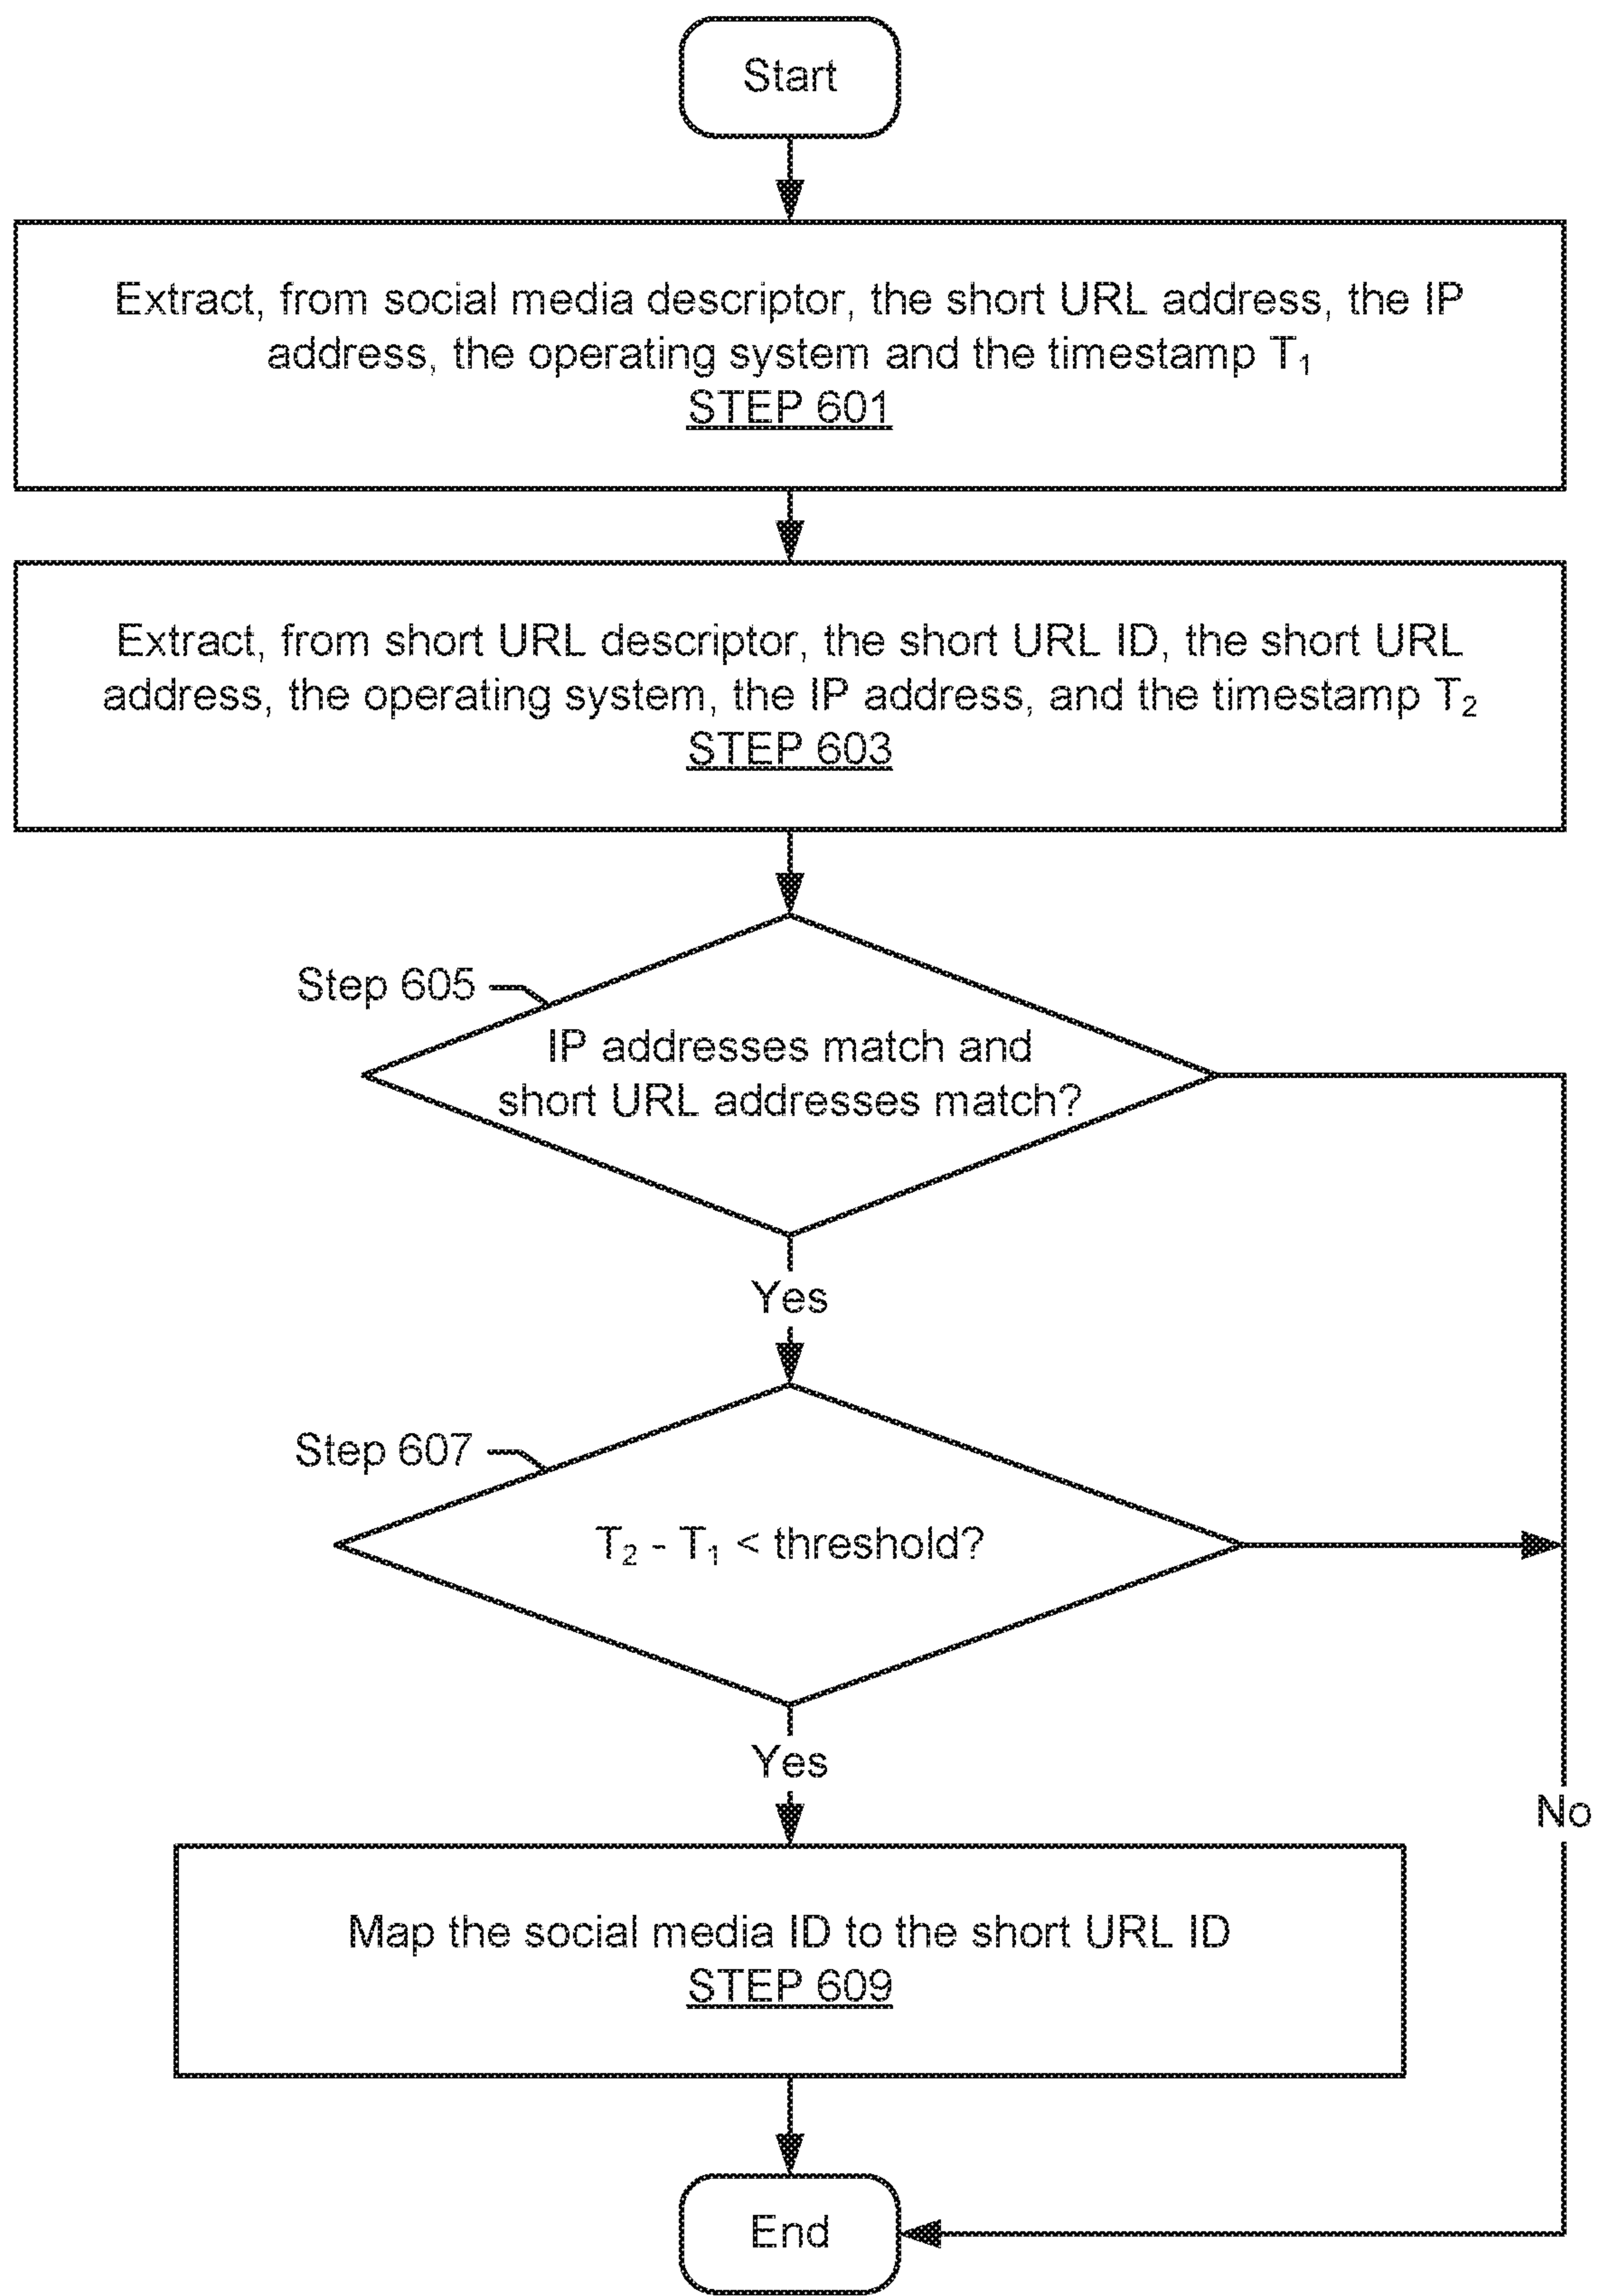 Start
Extract, from social media descriptor, the short URL address, the IP
address, the operating system and the timestamp T₁
STEP 601
Extract, from short URL descriptor, the short URL ID, the short URL
address, the operating system, the IP address, and the timestamp T₂
STEP 603
Step 605
IP addresses match and
short URL addresses match?
Yes
Step 607
T₂ - T₁ < threshold?
Yes
No
Map the social media ID to the short URL ID
STEP 609
End